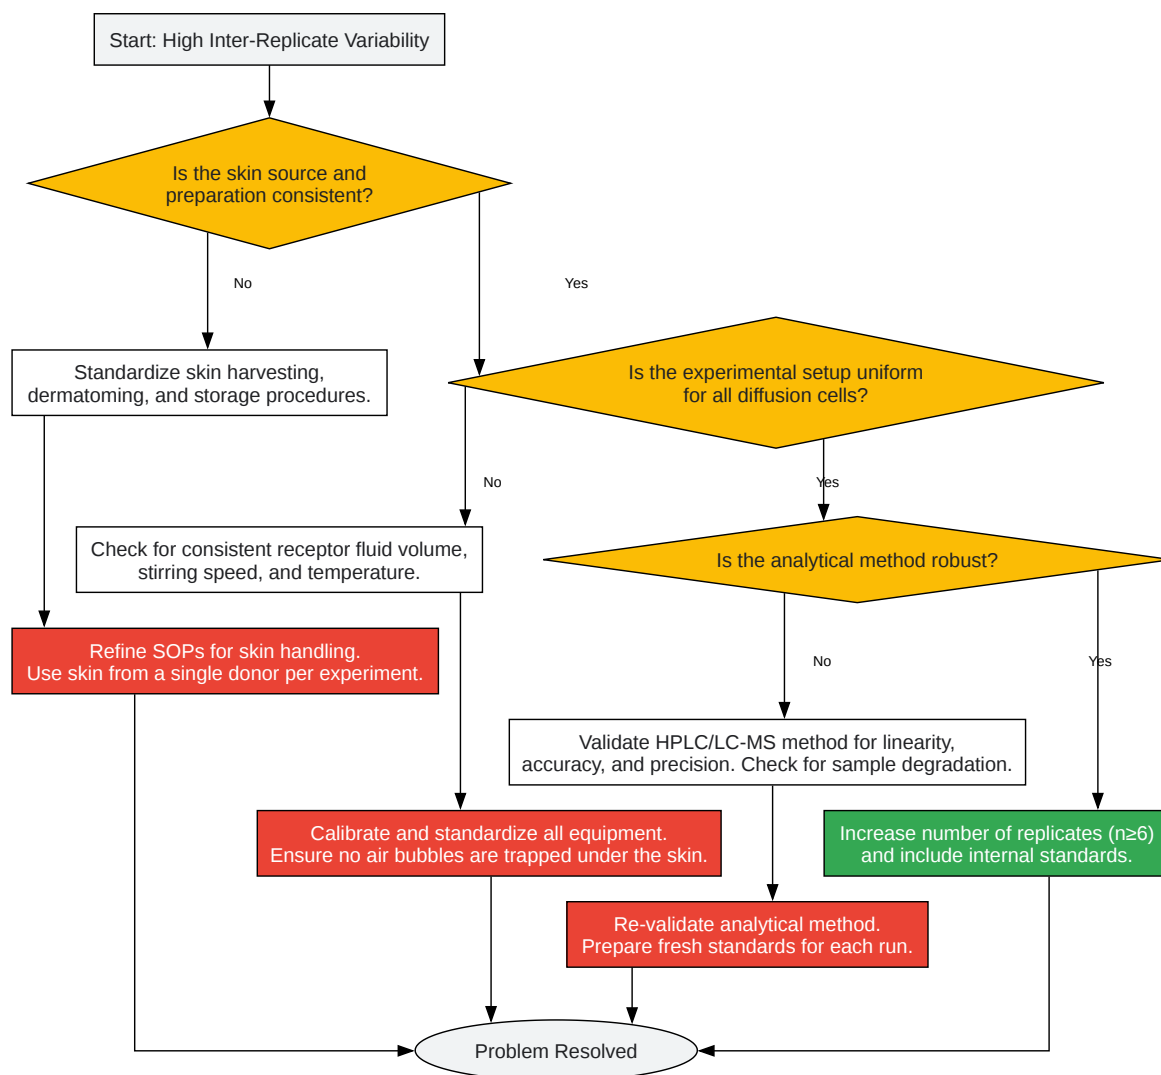 Start: High Inter-Replicate Variability
Is the skin source and
preparation consistent?
No
Yes
Standardize skin harvesting,
dermatoming, and storage procedures.
Is the experimental setup uniform
for all diffusion cells?
No
Yes
Check for consistent receptor fluid volume,
stirring speed, and temperature.
Is the analytical method robust?
Refine SOPs for skin handling.
Use skin from a single donor per experiment.
No
Yes
Validate HPLC/LC-MS method for linearity,
accuracy, and precision. Check for sample degradation.
Calibrate and standardize all equipment.
Ensure no air bubbles are trapped under the skin.
Increase number of replicates (n≥6)
and include internal standards.
Re-validate analytical method.
Prepare fresh standards for each run.
Problem Resolved